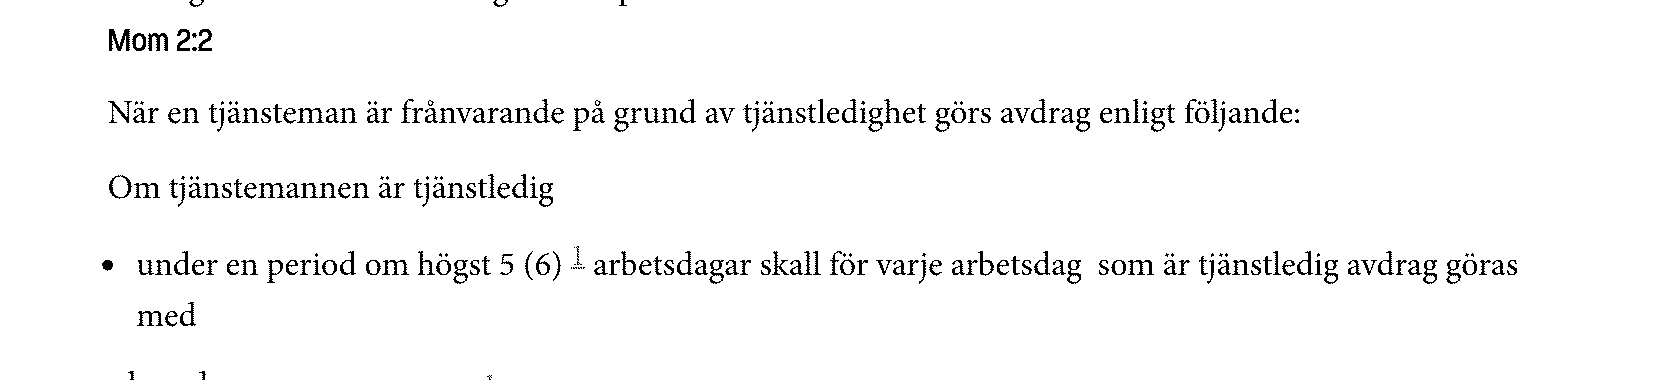 Mom 2:2
När en tjänsteman är frånvarande på grund av tjänstledighet görs avdrag enligt följande:
Om tjänstemannen är tjänstledig
• under en period om högst 5 (6) 1 arbetsdagar skall för varje arbetsdag  som är tjänstledig avdrag göras
med